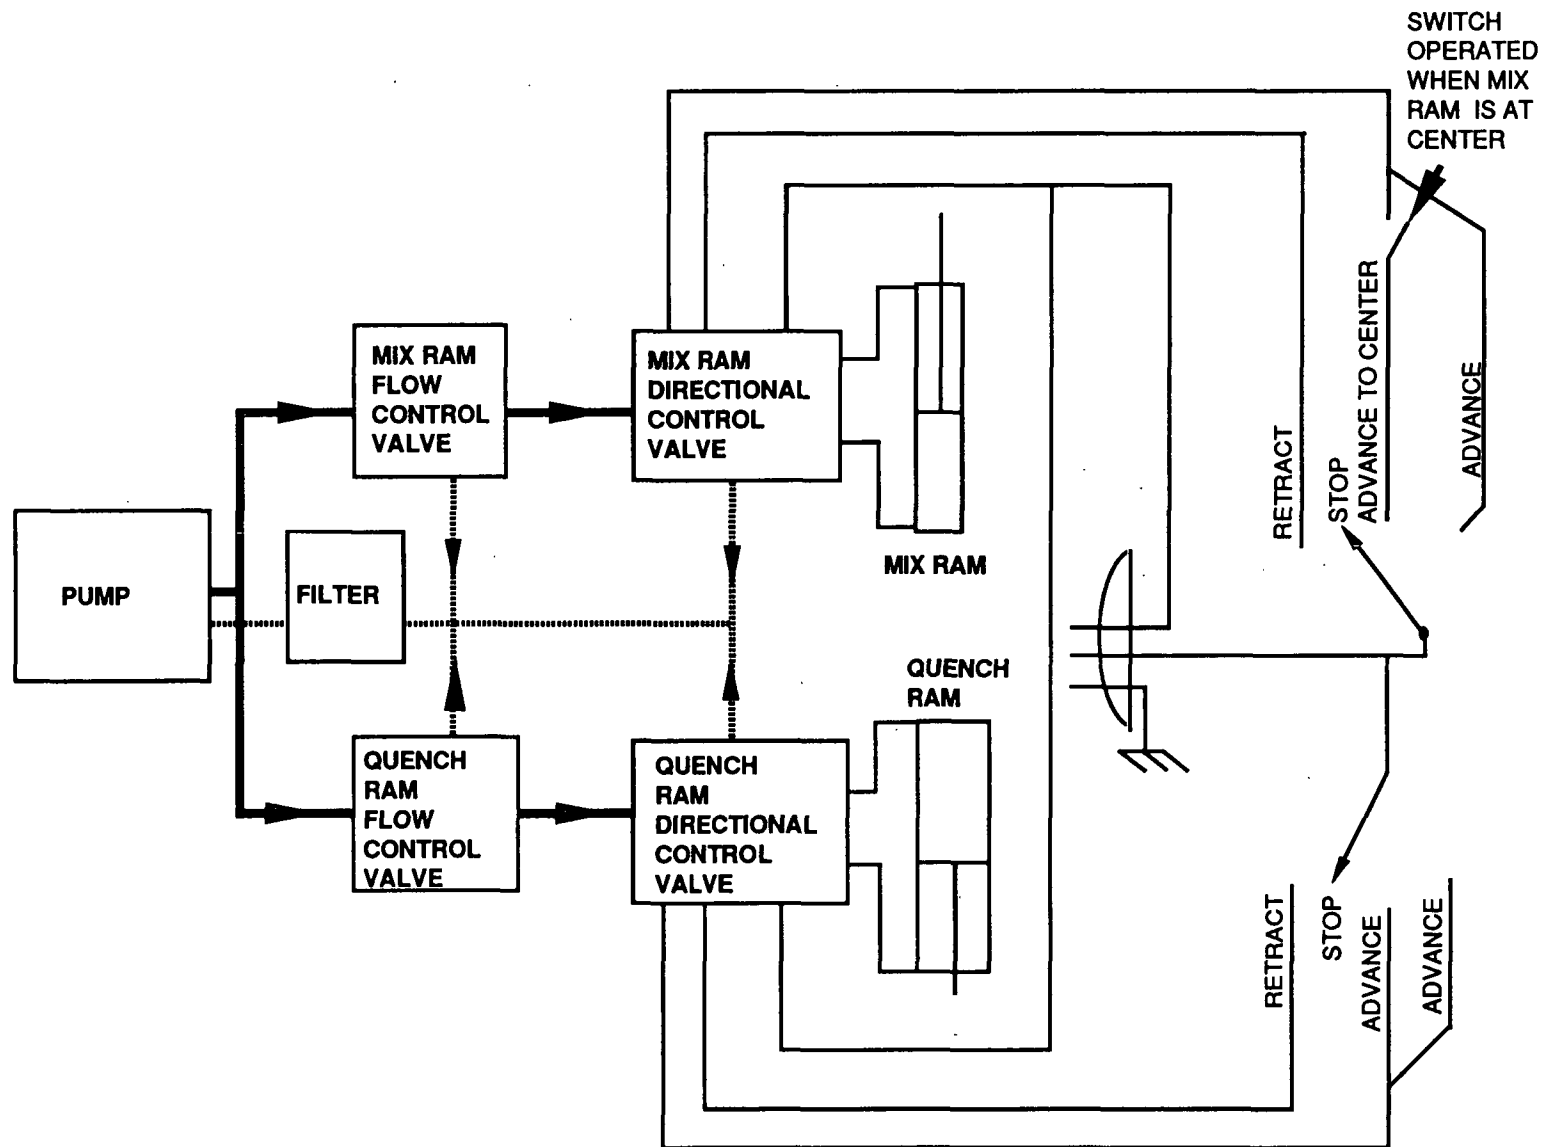 SWITCH
OPERATED
WHEN MIX
RAM IS AT
CENTER
MIX RAM
FLOW
CONTROL
VALVE
MIX RAM
DIRECTIONAL
CONTROL
VALVE
RETRACT
STOP
ADVANCE TO CENTER
ADVANCE
PUMP
FILTER
MIX RAM
QUENCH
RAM
QUENCH
RAM
FLOW
CONTROL
VALVE
QUENCH
RAM
DIRECTIONAL
CONTROL
VALVE
RETRACT
STOP
ADVANCE
ADVANCE